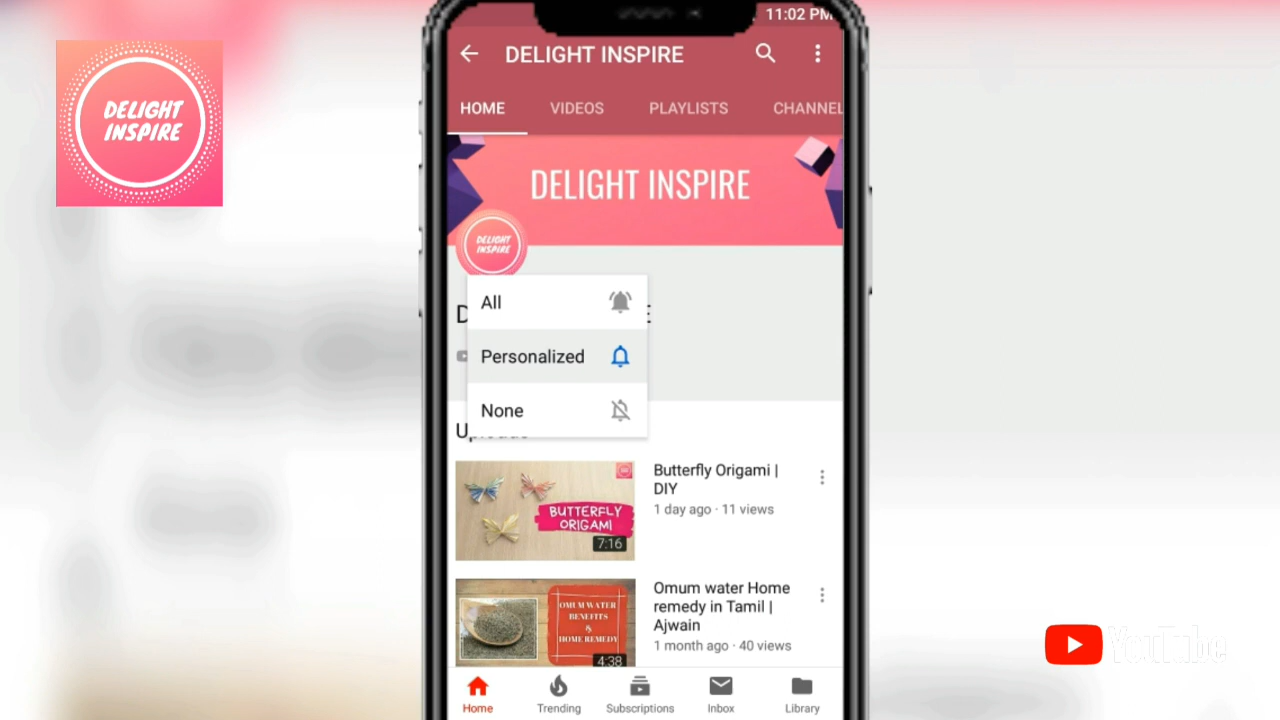 DELIGHT
INSPIRE
11:02 PM
DELIGHT INSPIRE
HOME VIDEOS PLAYLISTS CHANNEL
DELIGHT INSPIRE
DELIGHT
INSPIRE
All
Personalized
None
Uploads
Butterfly Origami |
DIY
1 day ago · 11 views
BUTTERFLY
ORIGAMI
7:16
Omum water Home
remedy in Tamil |
Ajwain
1 month ago · 40 views
OMUM WATER
BENEFITS
&
HOME REMEDY
4:38
Home Trending Subscriptions Inbox Library
YouTube